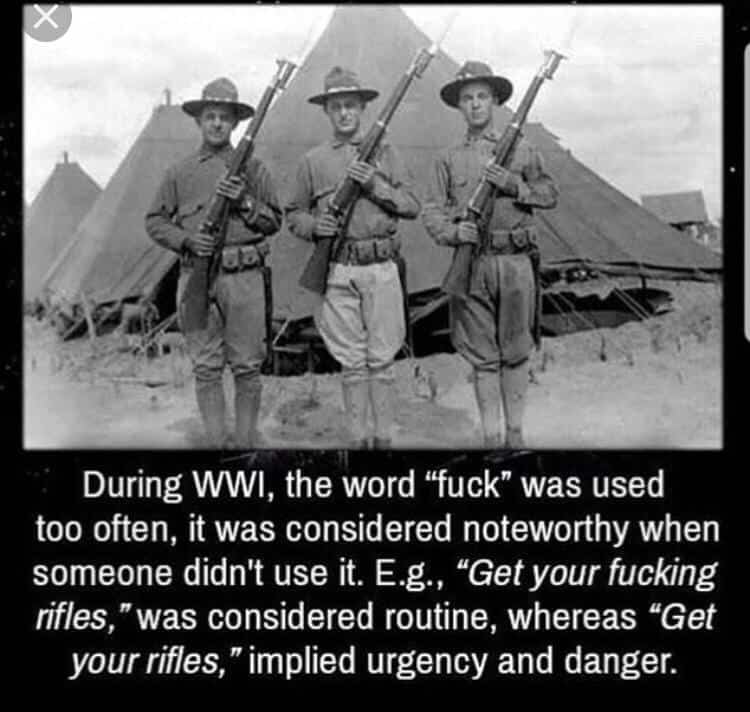 During WWI, the word “fuck” was used
too often, it was considered noteworthy when
someone didn't use it. E.g., “Get your fucking
rifles,” was considered routine, whereas “Get
your rifles,” implied urgency and danger.